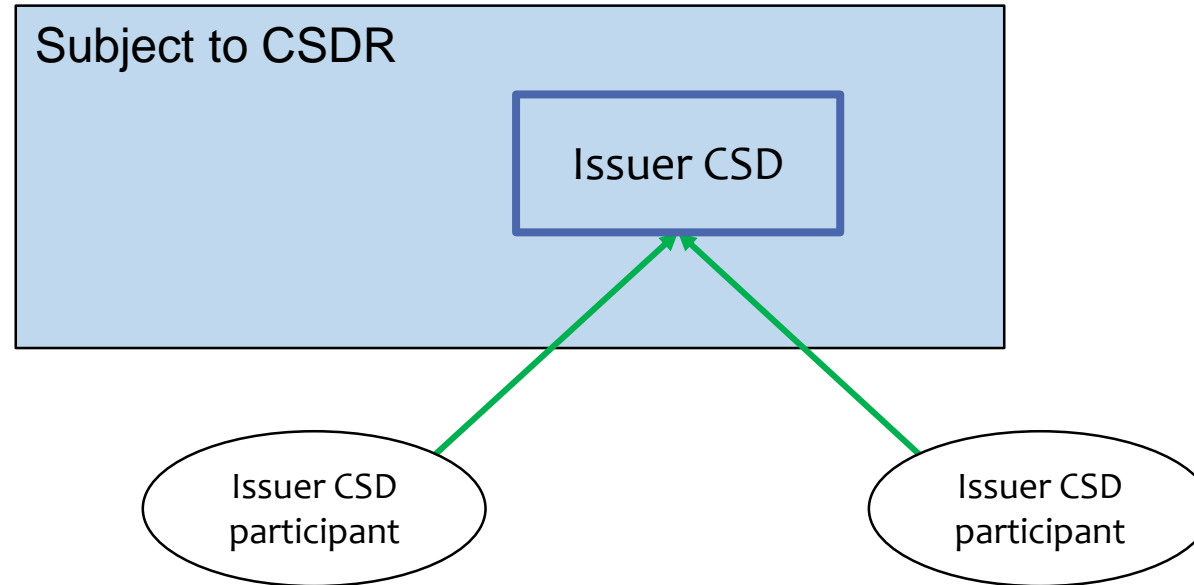 Subject to CSDR
Issuer CSD
Issuer CSD
participant
Issuer CSD
participant